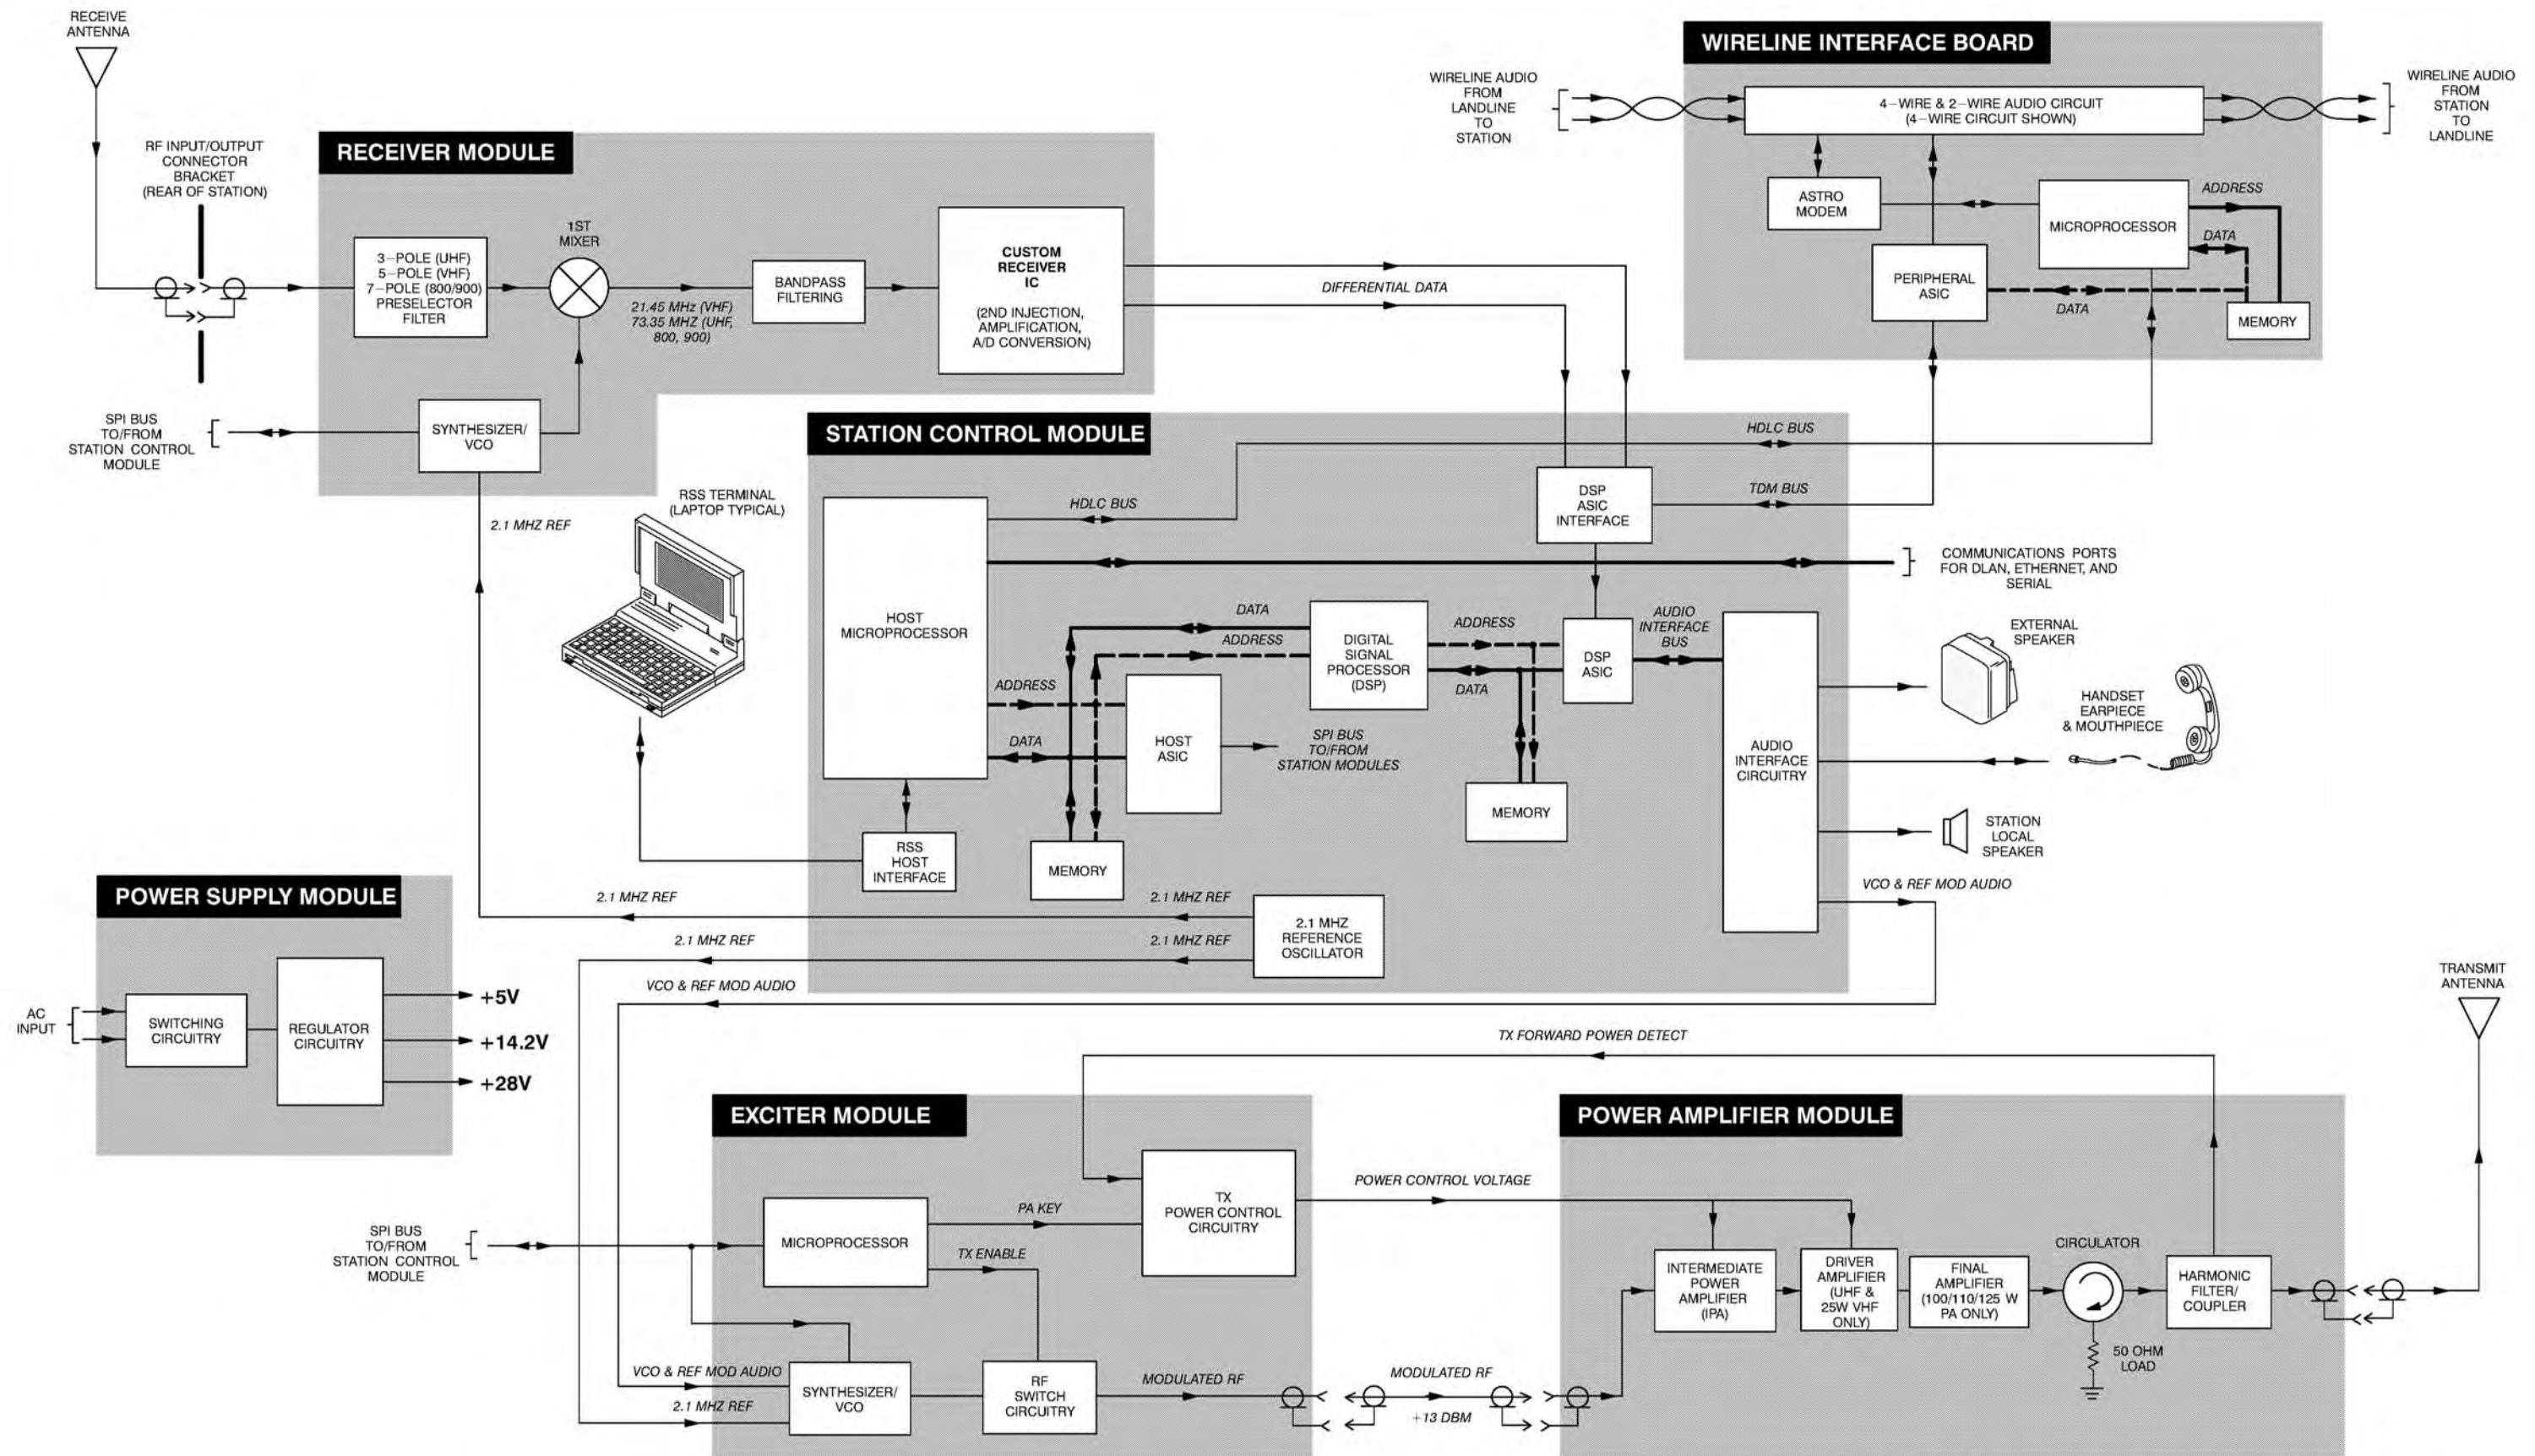 RECEIVE
ANTENNA
RF INPUT/OUTPUT
CONNECTOR
BRACKET
(REAR OF STATION)
RECEIVER MODULE
3-POLE (UHF)
5-POLE (VHF)
7-POLE (800/900)
PRESELECTOR
FILTER
1ST
MIXER
21.45 MHz (VHF)
73.35 MHZ (UHF,
800, 900)
BANDPASS
FILTERING
CUSTOM
RECEIVER
IC
(2ND INJECTION,
AMPLIFICATION,
A/D CONVERSION)
DIFFERENTIAL DATA
SPI BUS
TO/FROM
STATION CONTROL
MODULE
SYNTHESIZER/
VCO
2.1 MHZ REF
WIRELINE INTERFACE BOARD
WIRELINE AUDIO
FROM
LANDLINE
TO
STATION
4-WIRE & 2-WIRE AUDIO CIRCUIT
(4-WIRE CIRCUIT SHOWN)
WIRELINE AUDIO
FROM
STATION
TO
LANDLINE
ASTRO
MODEM
MICROPROCESSOR
ADDRESS
DATA
PERIPHERAL
ASIC
DATA
MEMORY
RSS TERMINAL
(LAPTOP TYPICAL)
STATION CONTROL MODULE
HDLC BUS
HDLC BUS
DSP
ASIC
INTERFACE
TDM BUS
COMMUNICATIONS PORTS
FOR DLAN, ETHERNET, AND
SERIAL
HOST
MICROPROCESSOR
DATA
ADDRESS
DIGITAL
SIGNAL
PROCESSOR
(DSP)
ADDRESS
DATA
DSP
ASIC
AUDIO
INTERFACE
BUS
ADDRESS
DATA
HOST
ASIC
SPI BUS
TO/FROM
STATION MODULES
MEMORY
AUDIO
INTERFACE
CIRCUITRY
EXTERNAL
SPEAKER
HANDSET
EARPIECE
& MOUTHPIECE
STATION
LOCAL
SPEAKER
RSS
HOST
INTERFACE
MEMORY
VCO & REF MOD AUDIO
2.1 MHZ REF
2.1 MHZ REF
2.1 MHZ REF
2.1 MHZ REF
2.1 MHZ
REFERENCE
OSCILLATOR
VCO & REF MOD AUDIO
POWER SUPPLY MODULE
AC
INPUT
SWITCHING
CIRCUITRY
REGULATOR
CIRCUITRY
+5V
+14.2V
+28V
TX FORWARD POWER DETECT
TRANSMIT
ANTENNA
EXCITER MODULE
SPI BUS
TO/FROM
STATION CONTROL
MODULE
MICROPROCESSOR
PA KEY
TX ENABLE
TX
POWER CONTROL
CIRCUITRY
POWER CONTROL VOLTAGE
VCO & REF MOD AUDIO
2.1 MHZ REF
SYNTHESIZER/
VCO
RF
SWITCH
CIRCUITRY
MODULATED RF
MODULATED RF
+13 DBM
POWER AMPLIFIER MODULE
INTERMEDIATE
POWER
AMPLIFIER
(IPA)
DRIVER
AMPLIFIER
(UHF &
25W VHF
ONLY)
FINAL
AMPLIFIER
(100/110/125 W
PA ONLY)
CIRCULATOR
50 OHM
LOAD
HARMONIC
FILTER/
COUPLER